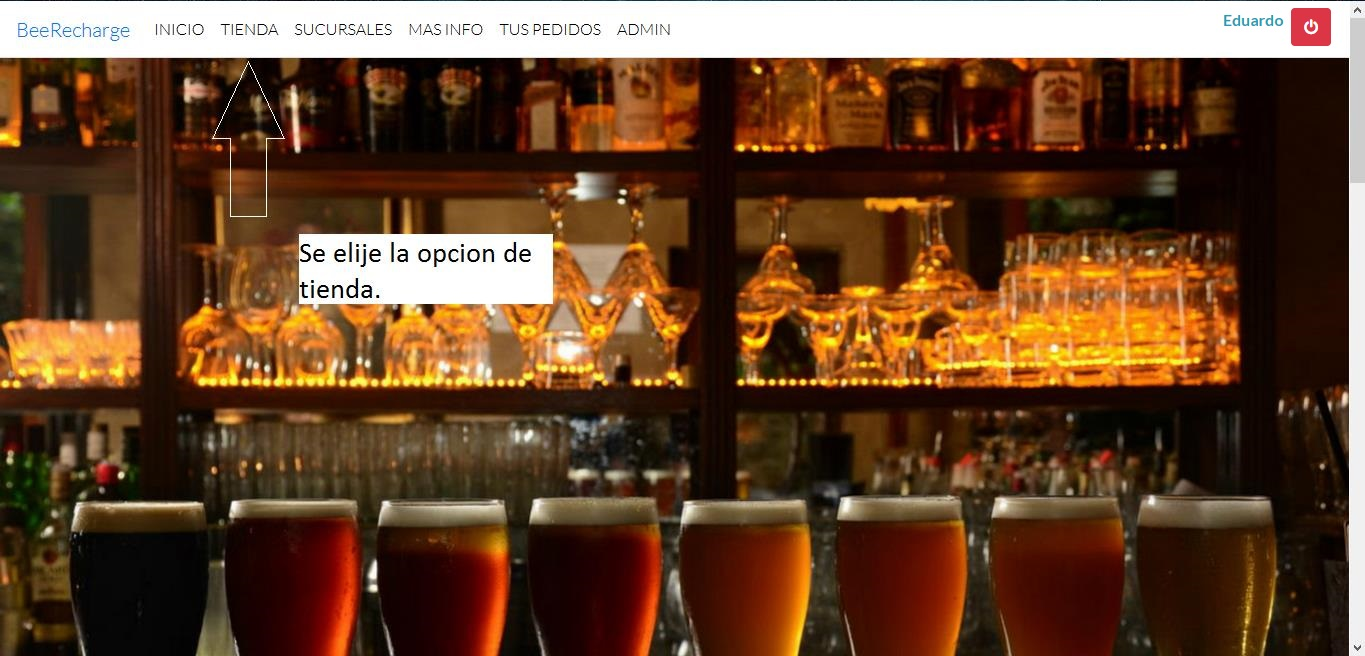 BeeRecharge INICIO TIENDA SUCURSALES MAS INFO TUS PEDIDOS ADMIN Eduardo
Se elije la opcion de
tienda.